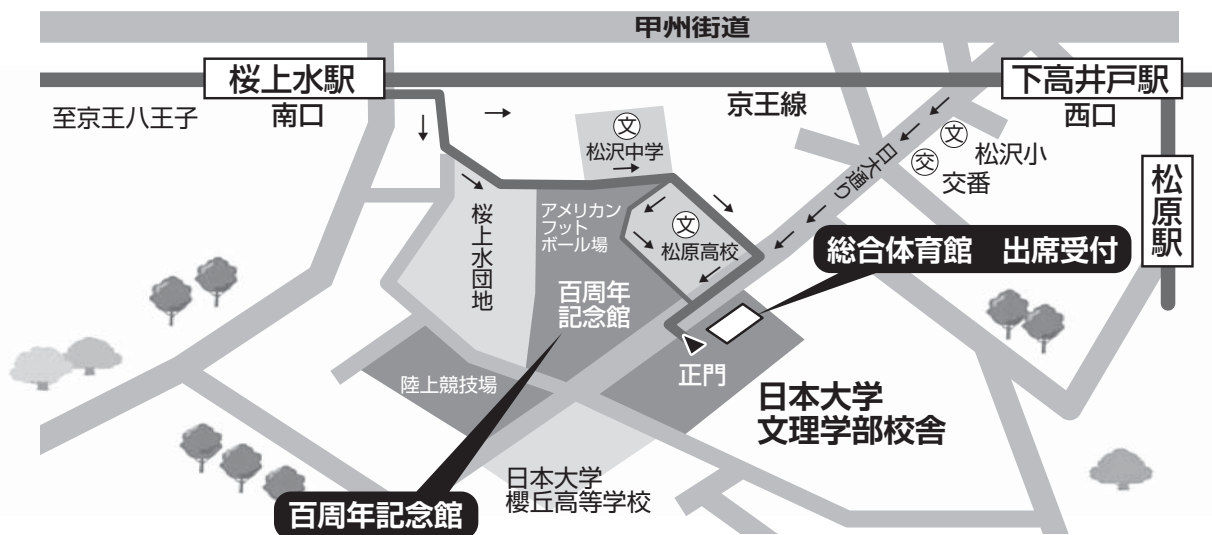 甲州街道
桜上水駅
下高井戸駅
至京王八王子
南口
京王線
西口
文
松沢中学
文
松沢小
交
交番
日大通り
松原駅
桜上水団地
アメリカン
フット
ボール場
文
松原高校
総合体育館　出席受付
百周年
記念館
陸上競技場
正門
日本大学
文理学部校舎
日本大学
櫻丘高等学校
百周年記念館